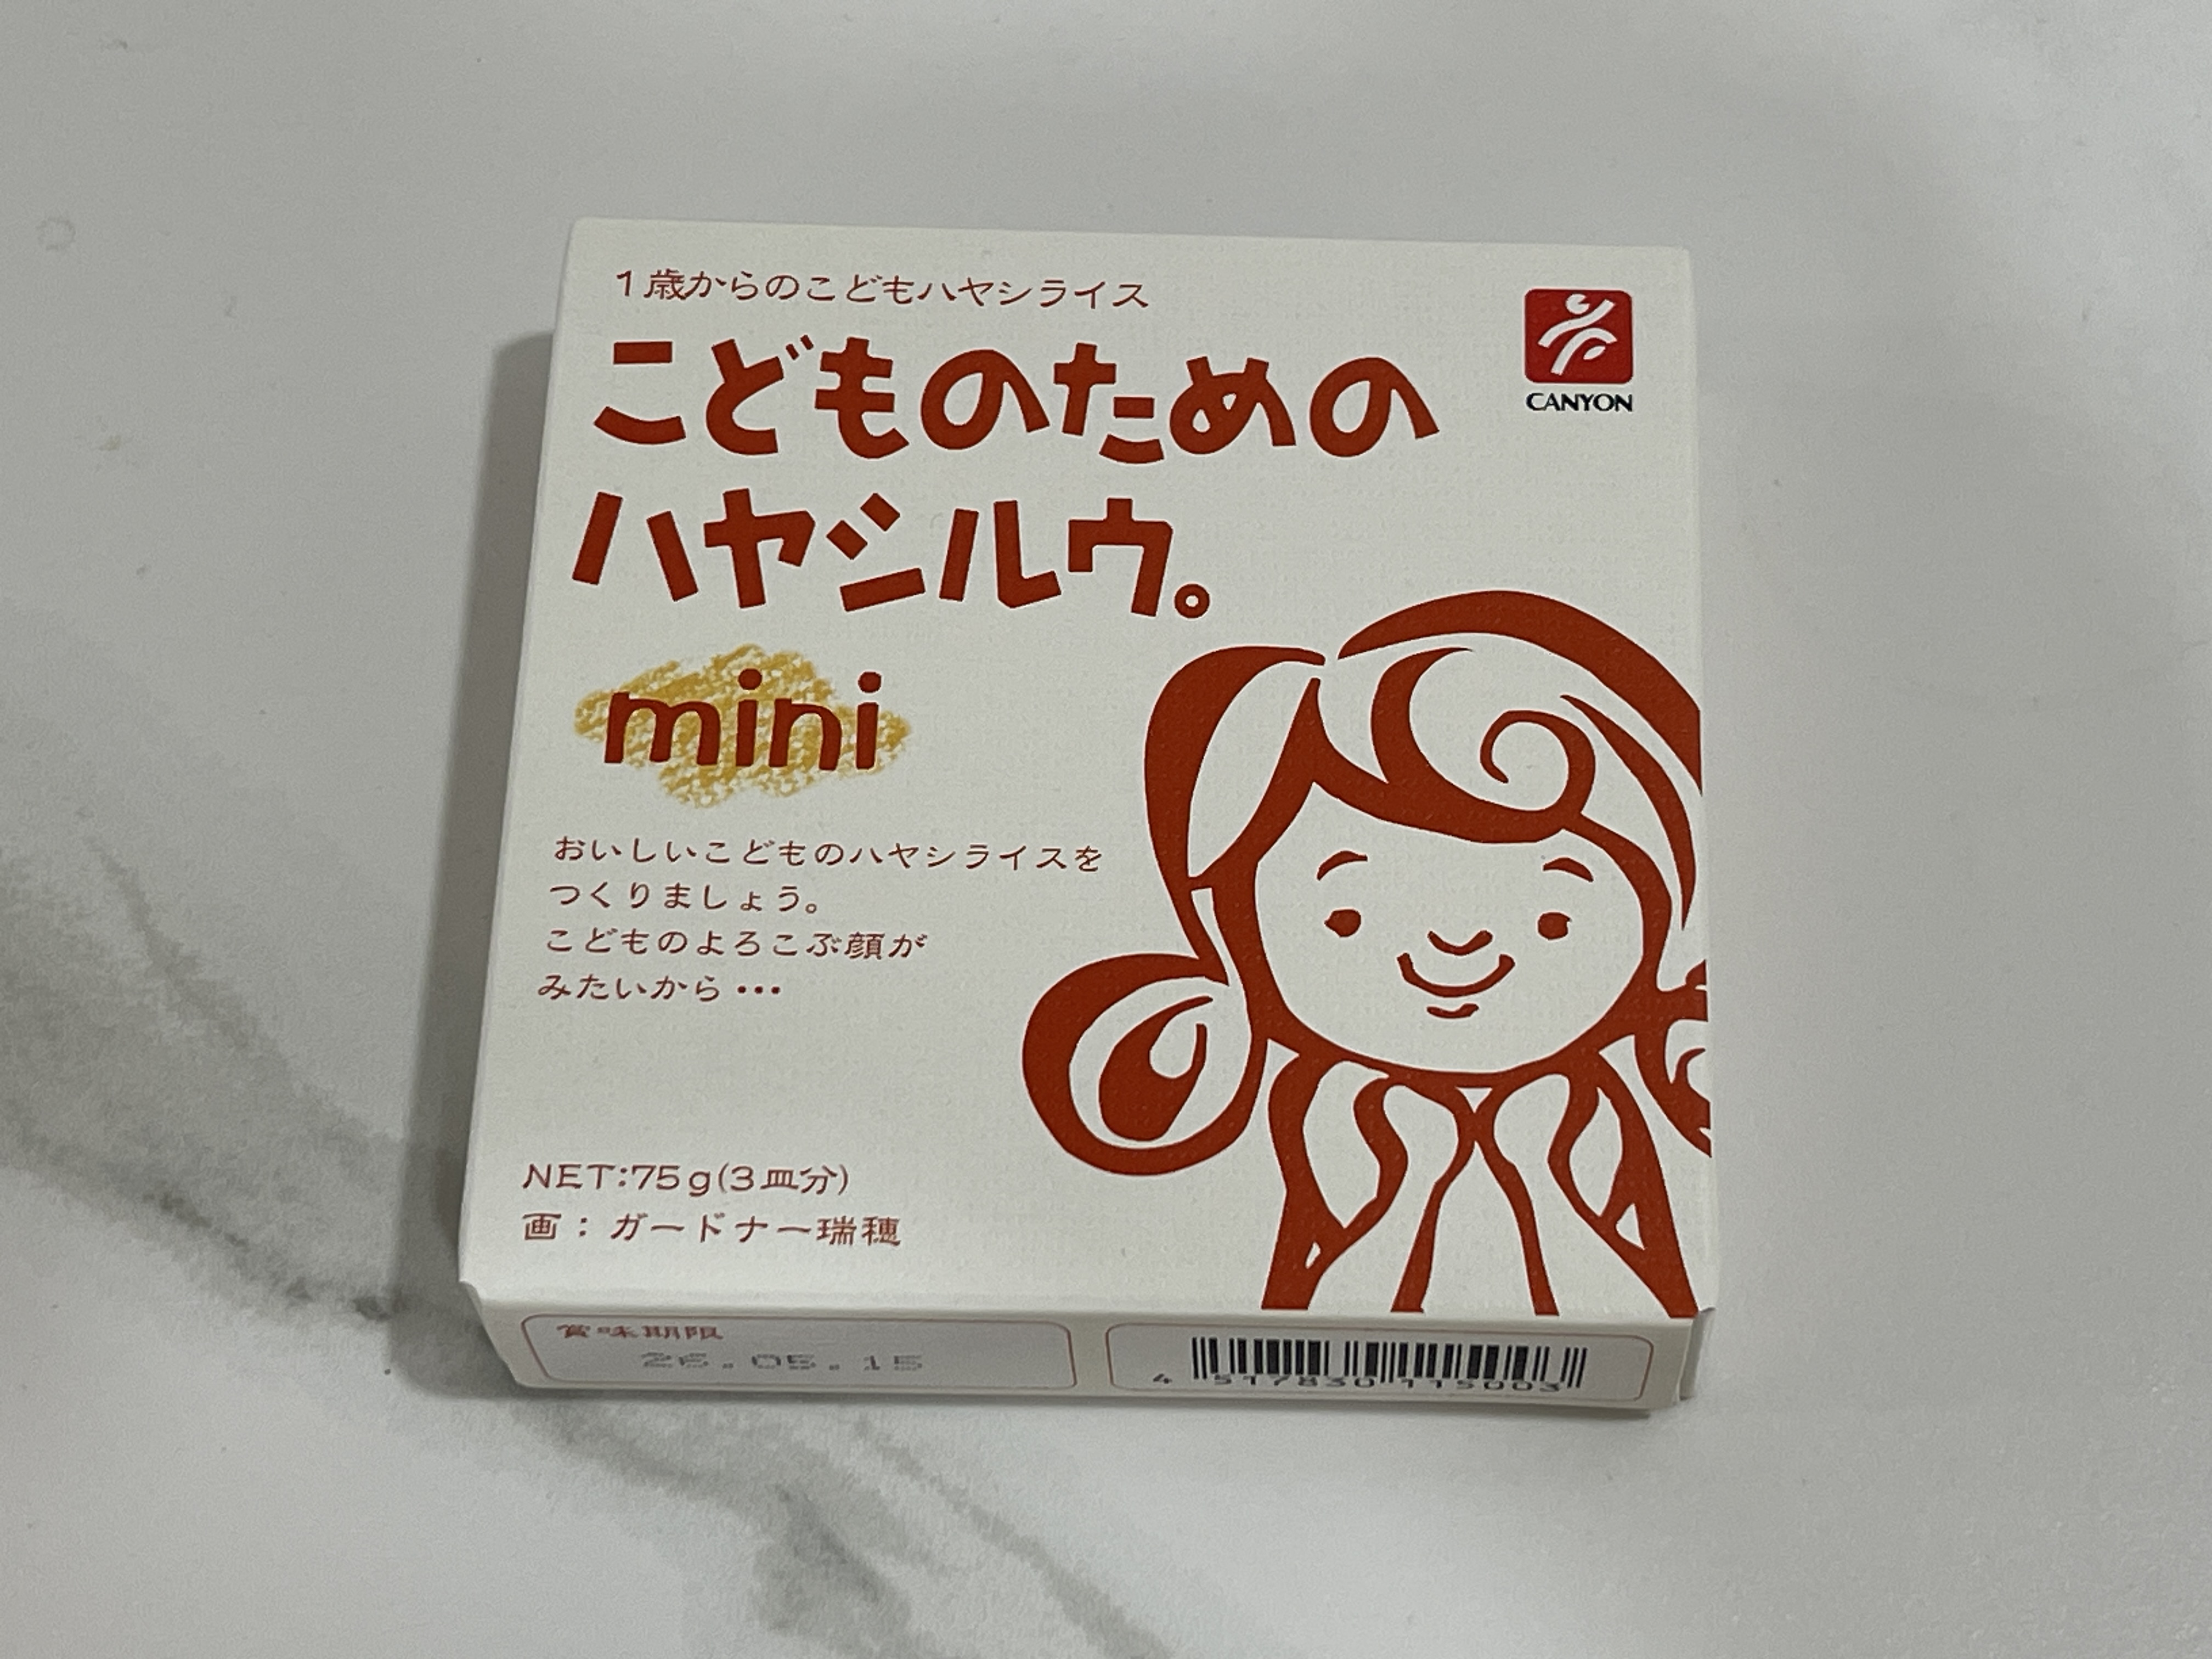 1歳からのこどもハヤシライス
こどものための
ハヤシルウ。
CANYON
mini
おいしいこどものハヤシライスを
つくりましょう。
こどものよろこぶ顔が
みたいから…
NET:75g(3皿分)
画：ガードナー瑞穂
賞味期限
26.05.15
4 517830 115003